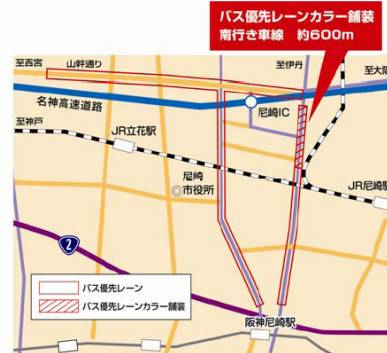 バス優先レーンカラー舗装
南行き車線 約600m
至西宮
山幹通り
至伊丹
至大阪
名神高速道路
尼崎IC
至神戸
JR立花駅
尼崎
市役所
JR尼崎駅
2
バス優先レーン
バス優先レーンカラー舗装
阪神尼崎駅